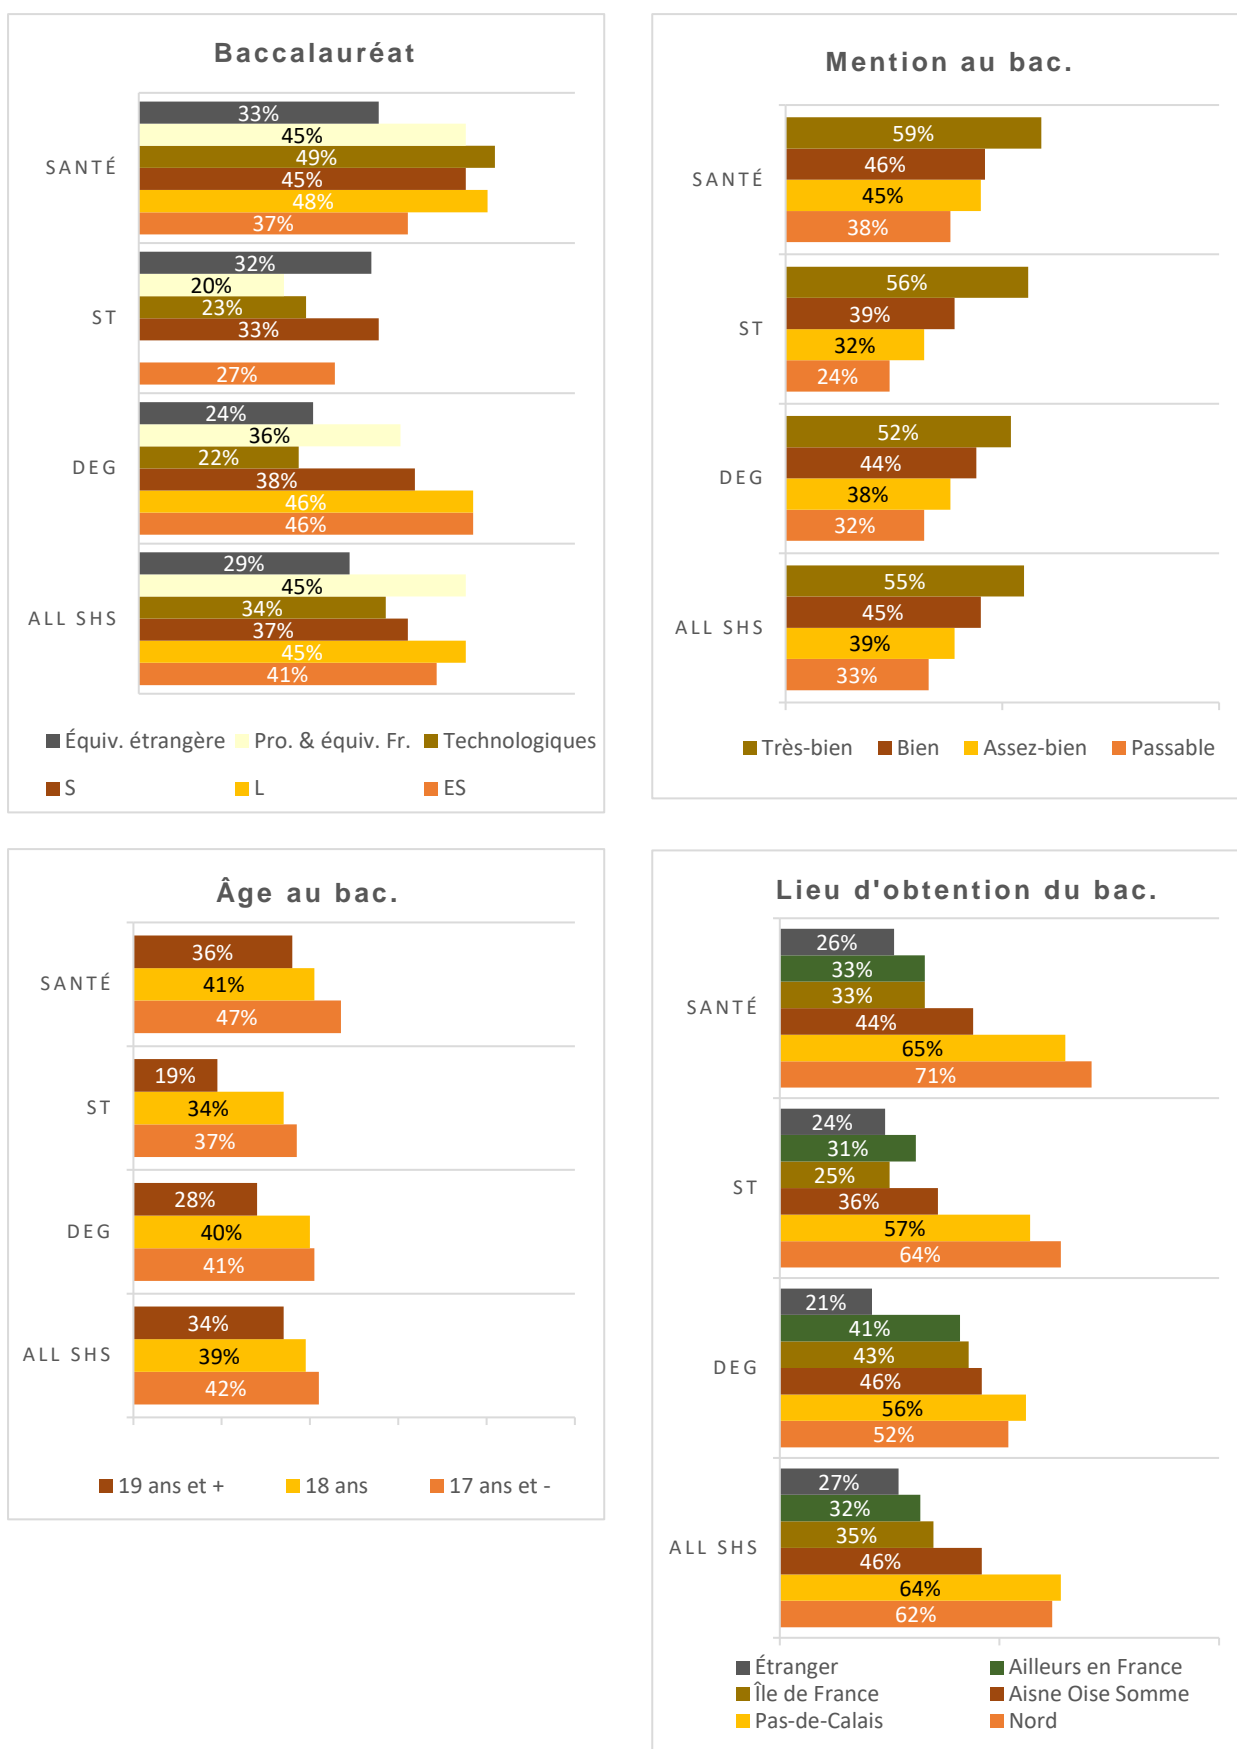 Baccalauréat
SANTÉ
33%
45%
49%
45%
48%
37%
ST
32%
20%
23%
33%
27%
DEG
24%
36%
22%
38%
46%
46%
ALL SHS
29%
45%
34%
37%
45%
41%
Équiv. étrangère Pro. & équiv. Fr. Technologiques
S L ES
Mention au bac.
SANTÉ
59%
46%
45%
38%
ST
56%
39%
32%
24%
DEG
52%
44%
38%
32%
ALL SHS
55%
45%
39%
33%
Très-bien Bien Assez-bien Passable
Âge au bac.
SANTÉ
36%
41%
47%
ST
19%
34%
37%
DEG
28%
40%
41%
ALL SHS
34%
39%
42%
19 ans et + 18 ans 17 ans et -
Lieu d'obtention du bac.
SANTÉ
26%
33%
33%
44%
65%
71%
ST
24%
31%
25%
36%
57%
64%
DEG
21%
41%
43%
46%
56%
52%
ALL SHS
27%
32%
35%
46%
64%
62%
Étranger Ailleurs en France
Île de France Aisne Oise Somme
Pas-de-Calais Nord